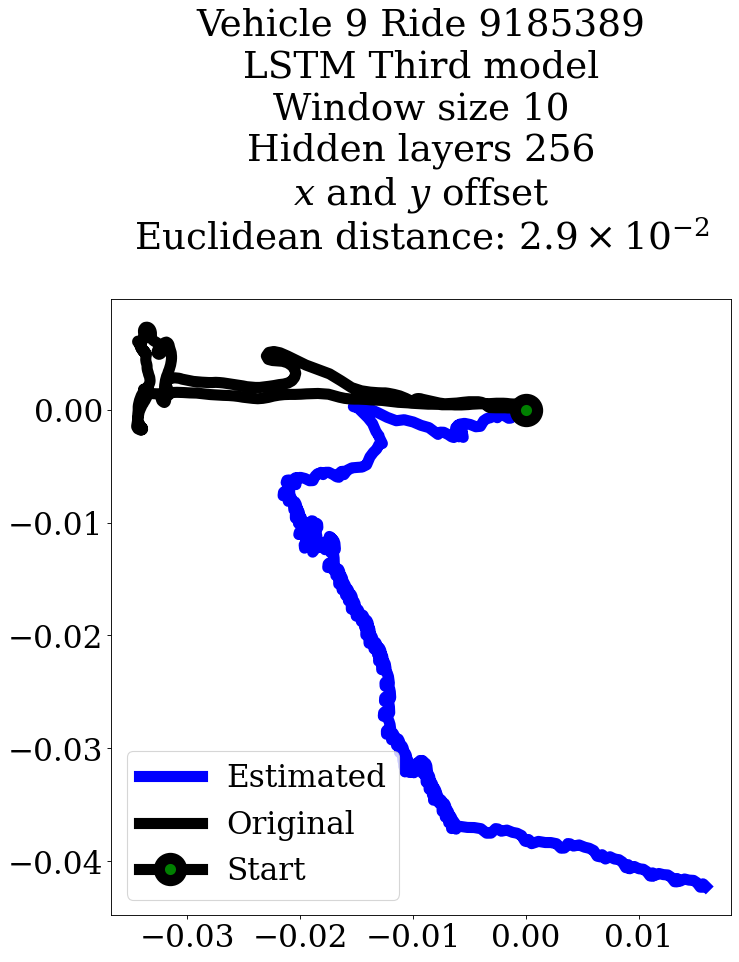 Vehicle 9 Ride 9185389
LSTM Third model
Window size 10
Hidden layers 256
x and y offset
Euclidean distance: 2.9 × 10⁻²
0.00
−0.01
−0.02
−0.03
−0.04
Estimated
Original
Start
−0.03 −0.02 −0.01 0.00 0.01